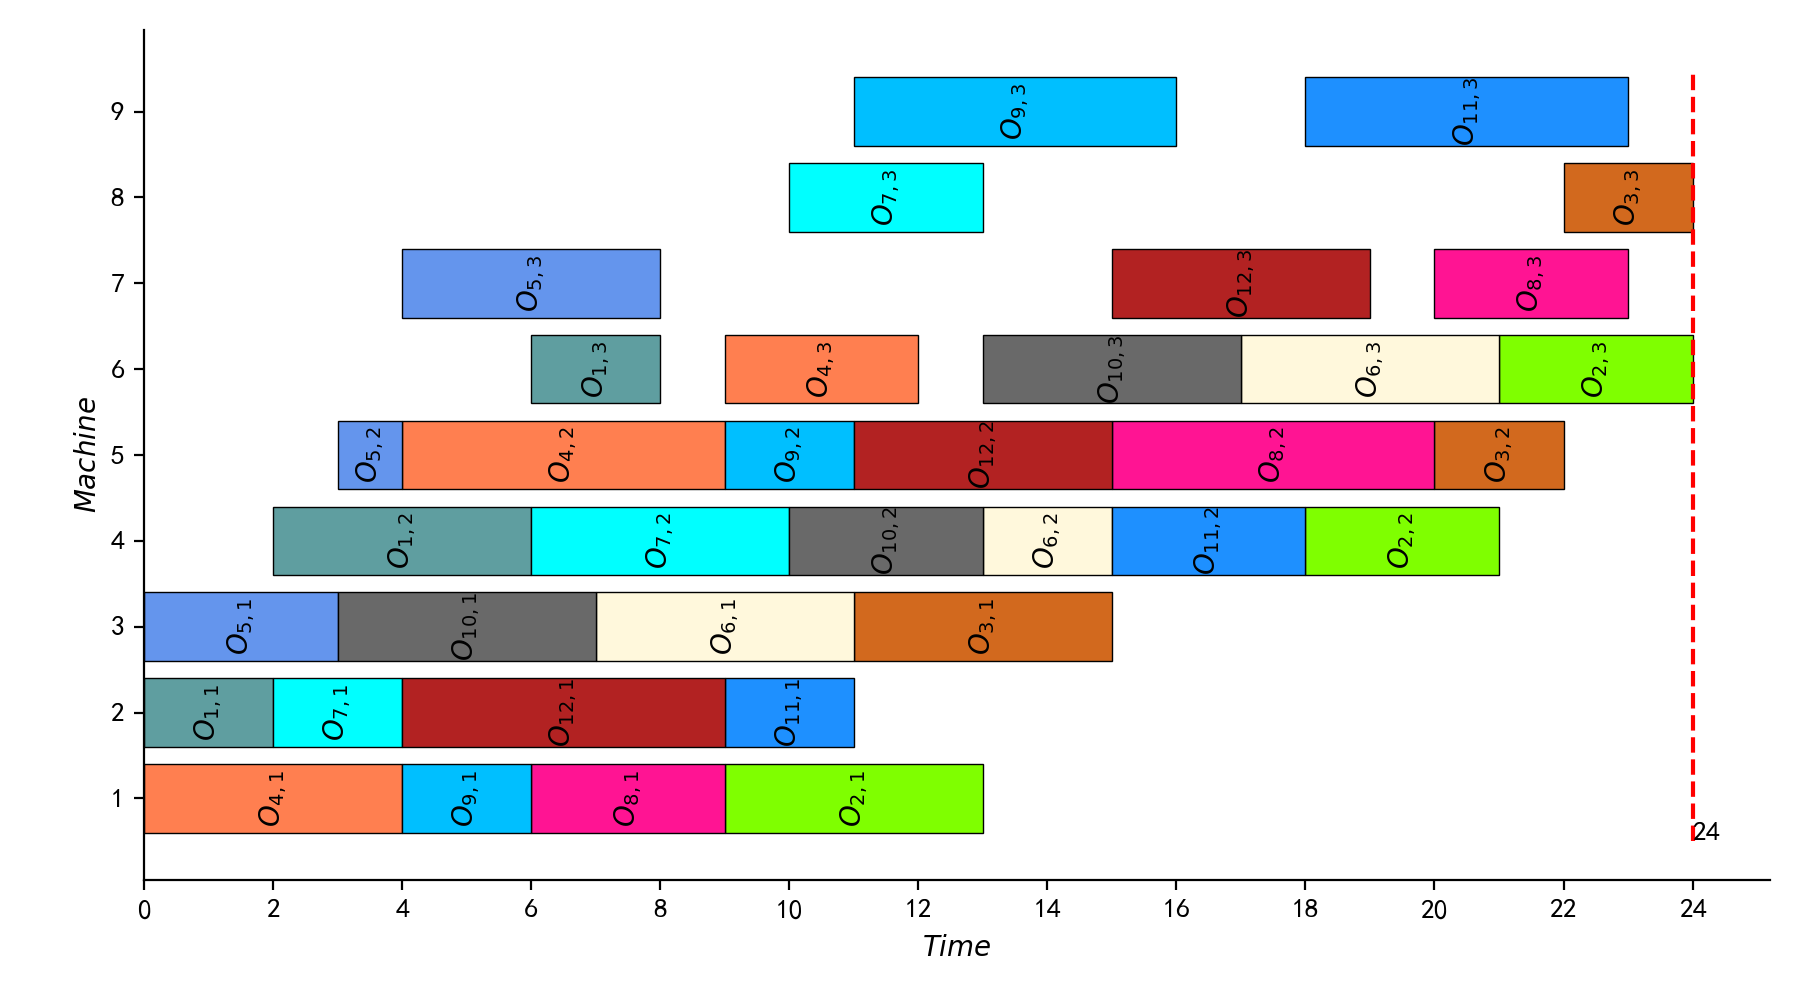 9 O9,3 O11,3
8 O7,3 O3,3
7 O5,3 O12,3 O8,3
6 O1,3 O4,3 O10,3 O6,3 O2,3
5 O5,2 O4,2 O9,2 O12,2 O8,2 O3,2
4 O1,2 O7,2 O10,2 O6,2 O11,2 O2,2
3 O5,1 O10,1 O6,1 O3,1
2 O1,1 O7,1 O12,1 O11,1
1 O4,1 O9,1 O8,1 O2,1
24
Machine
0 2 4 6 8 10 12 14 16 18 20 22 24
Time